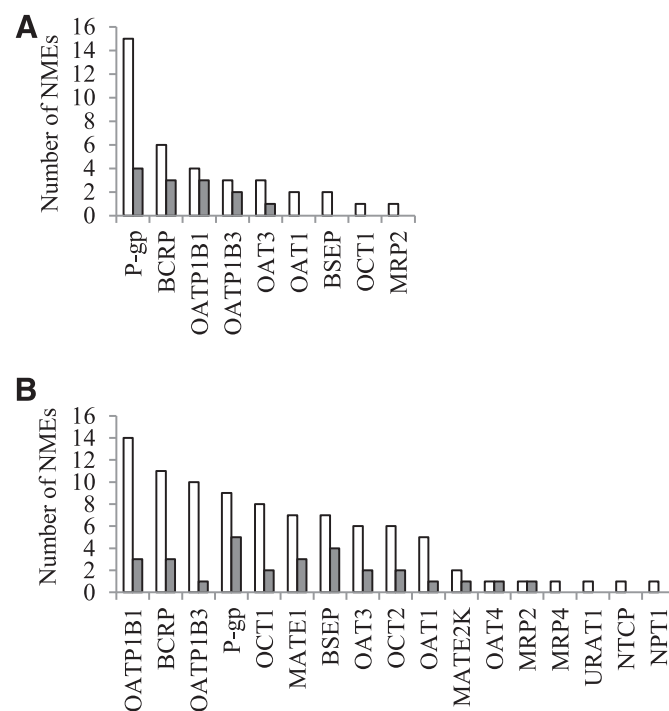 A
Number of NMEs
16
14
12
10
8
6
4
2
0
P-gp
BCRP
OATP1B1
OATP1B3
OAT3
OAT1
BSEP
OCT1
MRP2
B
Number of NMEs
16
14
12
10
8
6
4
2
0
OATP1B1
BCRP
OATP1B3
P-gp
OCT1
MATE1
BSEP
OAT3
OCT2
OAT1
MATE2K
OAT4
MRP2
MRP4
URAT1
NTCP
NPT1